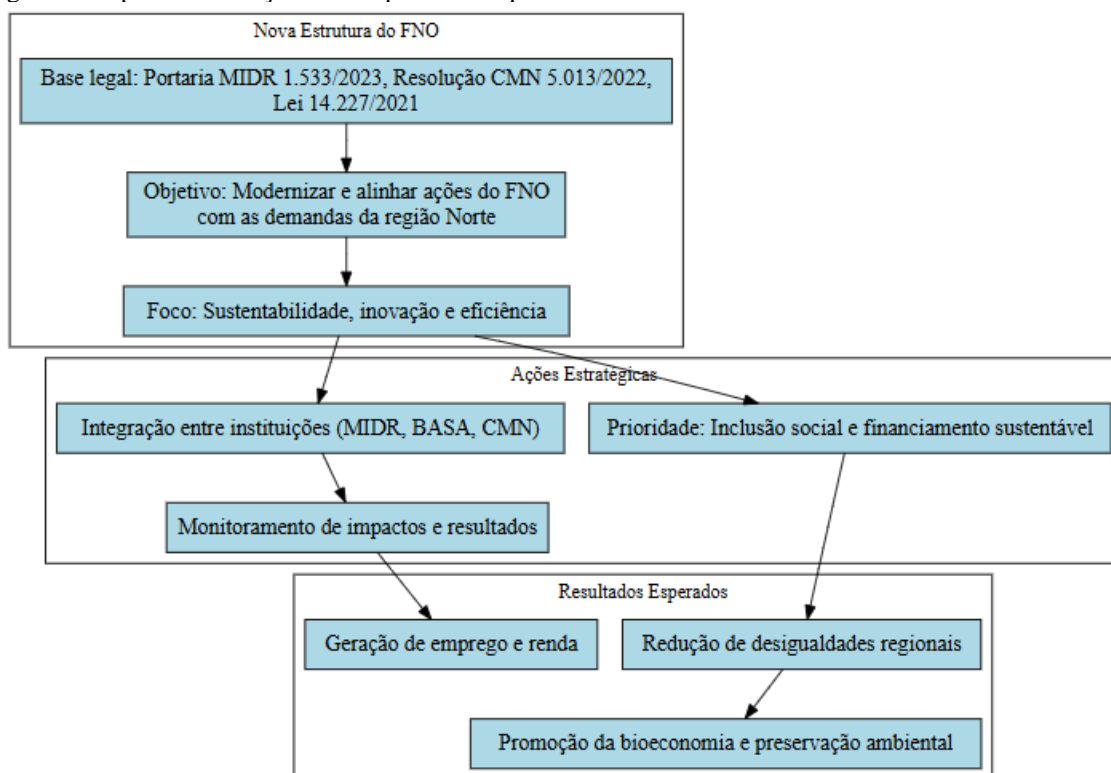 Nova Estrutura do FNO
Base legal: Portaria MIDR 1.533/2023, Resolução CMN 5.013/2022,
Lei 14.227/2021
Objetivo: Modernizar e alinhar ações do FNO
com as demandas da região Norte
Foco: Sustentabilidade, inovação e eficiência
Ações Estratégicas
Integração entre instituições (MIDR, BASA, CMN)
Prioridade: Inclusão social e financiamento sustentável
Monitoramento de impactos e resultados
Resultados Esperados
Geração de emprego e renda
Redução de desigualdades regionais
Promoção da bioeconomia e preservação ambiental